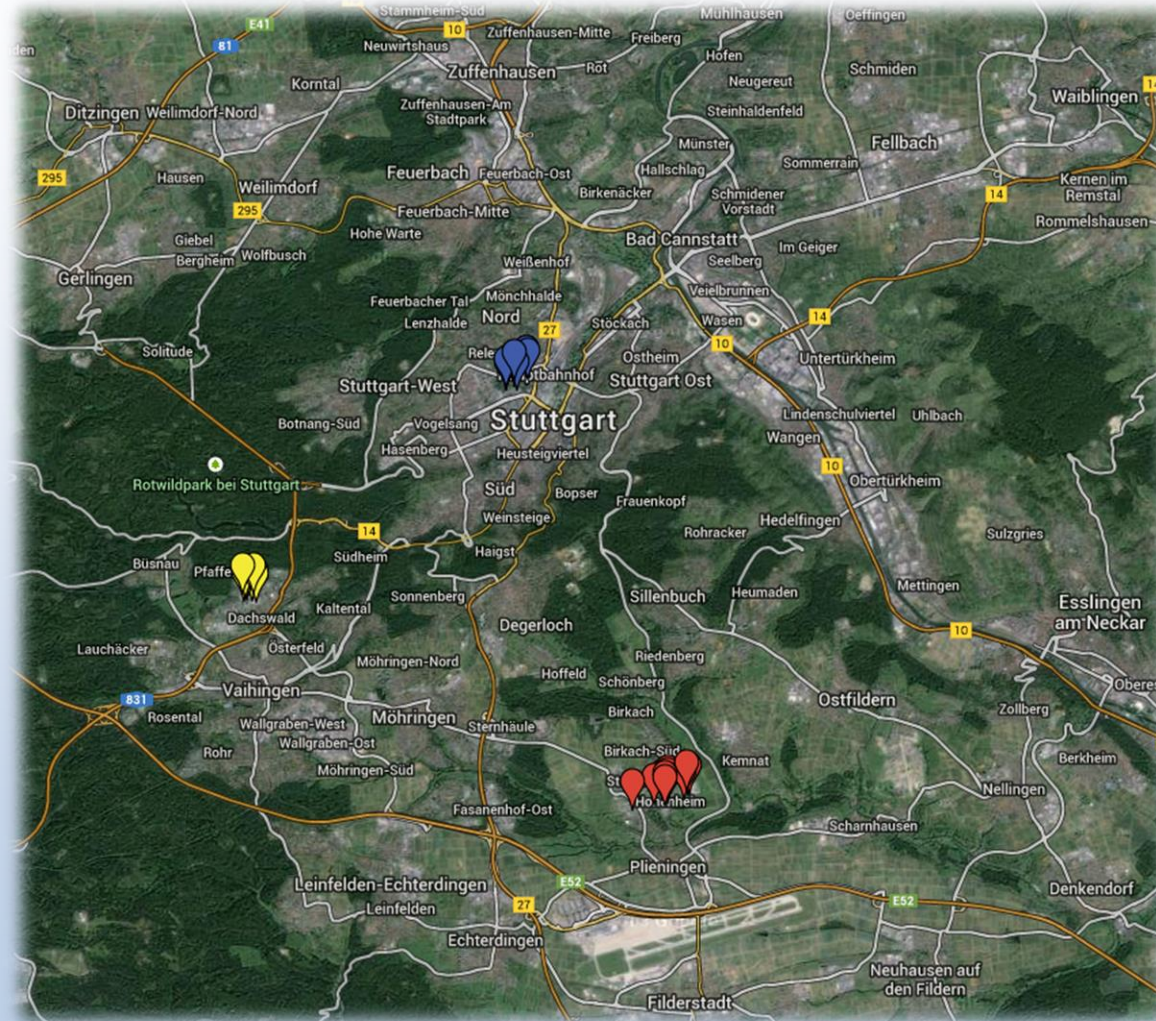 Stammheim-Süd
Mühlhausen
Oeffingen
E41
10
Zuffenhausen-Mitte
Freiberg
81
Neuwirtshaus
Hofen
Zuffenhausen
Rot
Schmiden
Korntal
Neugereut
14
Waiblingen
Ditzingen
Weilimdorf-Nord
Zuffenhausen-Am
Stadtpark
Steinhaldenfeld
Münster
Fellbach
Sommerrain
Feuerbach
Feuerbach-Ost
Hallschlag
295
Hausen
Weilimdorf
Birkenäcker
Schmidener
Vorstadt
14
Kernen im
Remstal
295
Feuerbach-Mitte
Rommelshausen
Hohe Warte
Giebel
Bad Cannstatt
Im Geiger
Bergheim
Wolfbusch
Weißenhof
Seelberg
Gerlingen
Veielbrunnen
Feuerbacher Tal
Mönchhalde
Nord
Lenzhalde
27
Stöckach
Wasen
14
10
Solitude
Ostheim
Untertürkheim
Stuttgart-West
Stuttgart Ost
Botnang-Süd
Vogelsang
Stuttgart
Lindenschulviertel
Uhlbach
Wangen
Hasenberg
Heusteigviertel
10
Rotwildpark bei Stuttgart
Süd
Bopser
Obertürkheim
Frauenkopf
Weinsteige
Hedelfingen
14
Rohracker
Sulzgries
Südheim
Haigst
Büsnau
Pfaffe
Mettingen
Sonnenberg
Sillenbuch
Heumaden
Kaltental
Dachswald
Esslingen
am Neckar
Degerloch
10
Lauchäcker
Österfeld
Möhringen-Nord
Riedenberg
Hoffeld
Schönberg
Vaihingen
831
Ostfildern
Rosental
Wallgraben-West
Möhringen
Birkach
Zollberg
Sternhäule
Wallgraben-Ost
Rohr
Birkach-Süd
Kemnat
Berkheim
Möhringen-Süd
Nellingen
Fasanenhof-Ost
Scharnhausen
Plieningen
Leinfelden-Echterdingen
E52
Denkendorf
Leinfelden
27
E52
Echterdingen
Neuhausen auf
den Fildern
Filderstadt